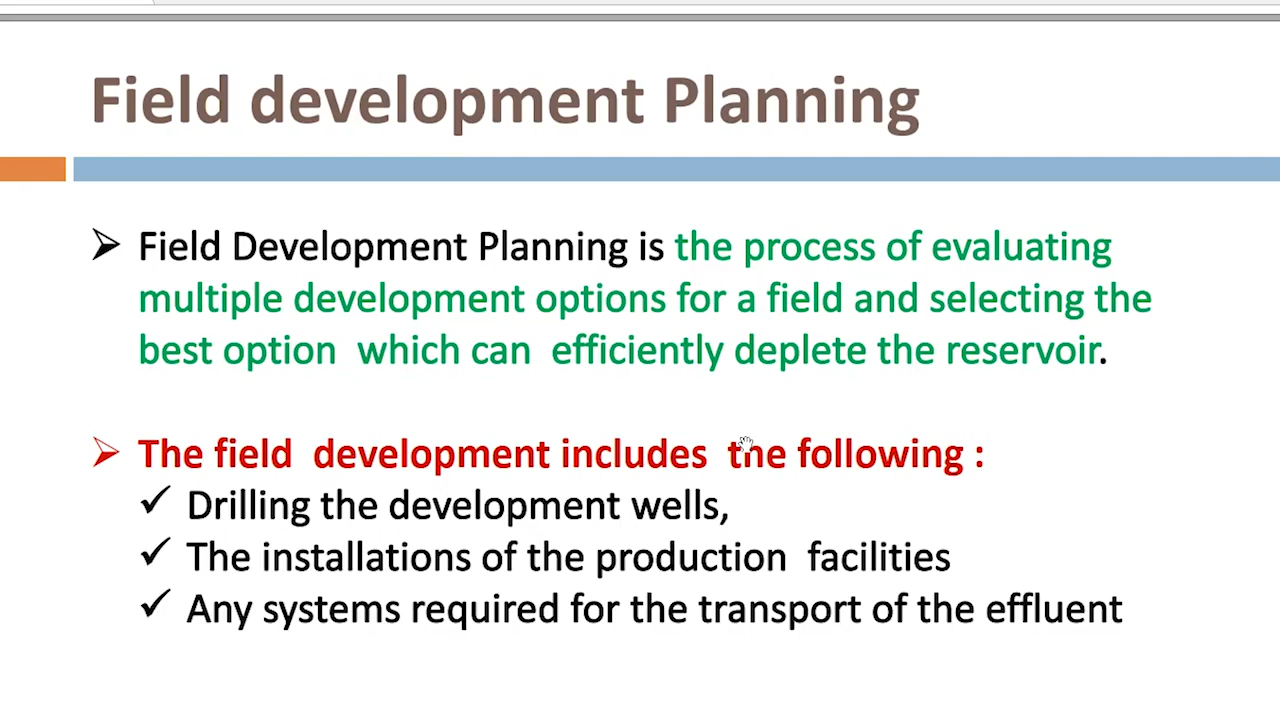 Field development Planning
➢ Field Development Planning is the process of evaluating
multiple development options for a field and selecting the
best option which can efficiently deplete the reservoir.
➢ The field development includes the following :
✓ Drilling the development wells,
✓ The installations of the production facilities
✓ Any systems required for the transport of the effluent